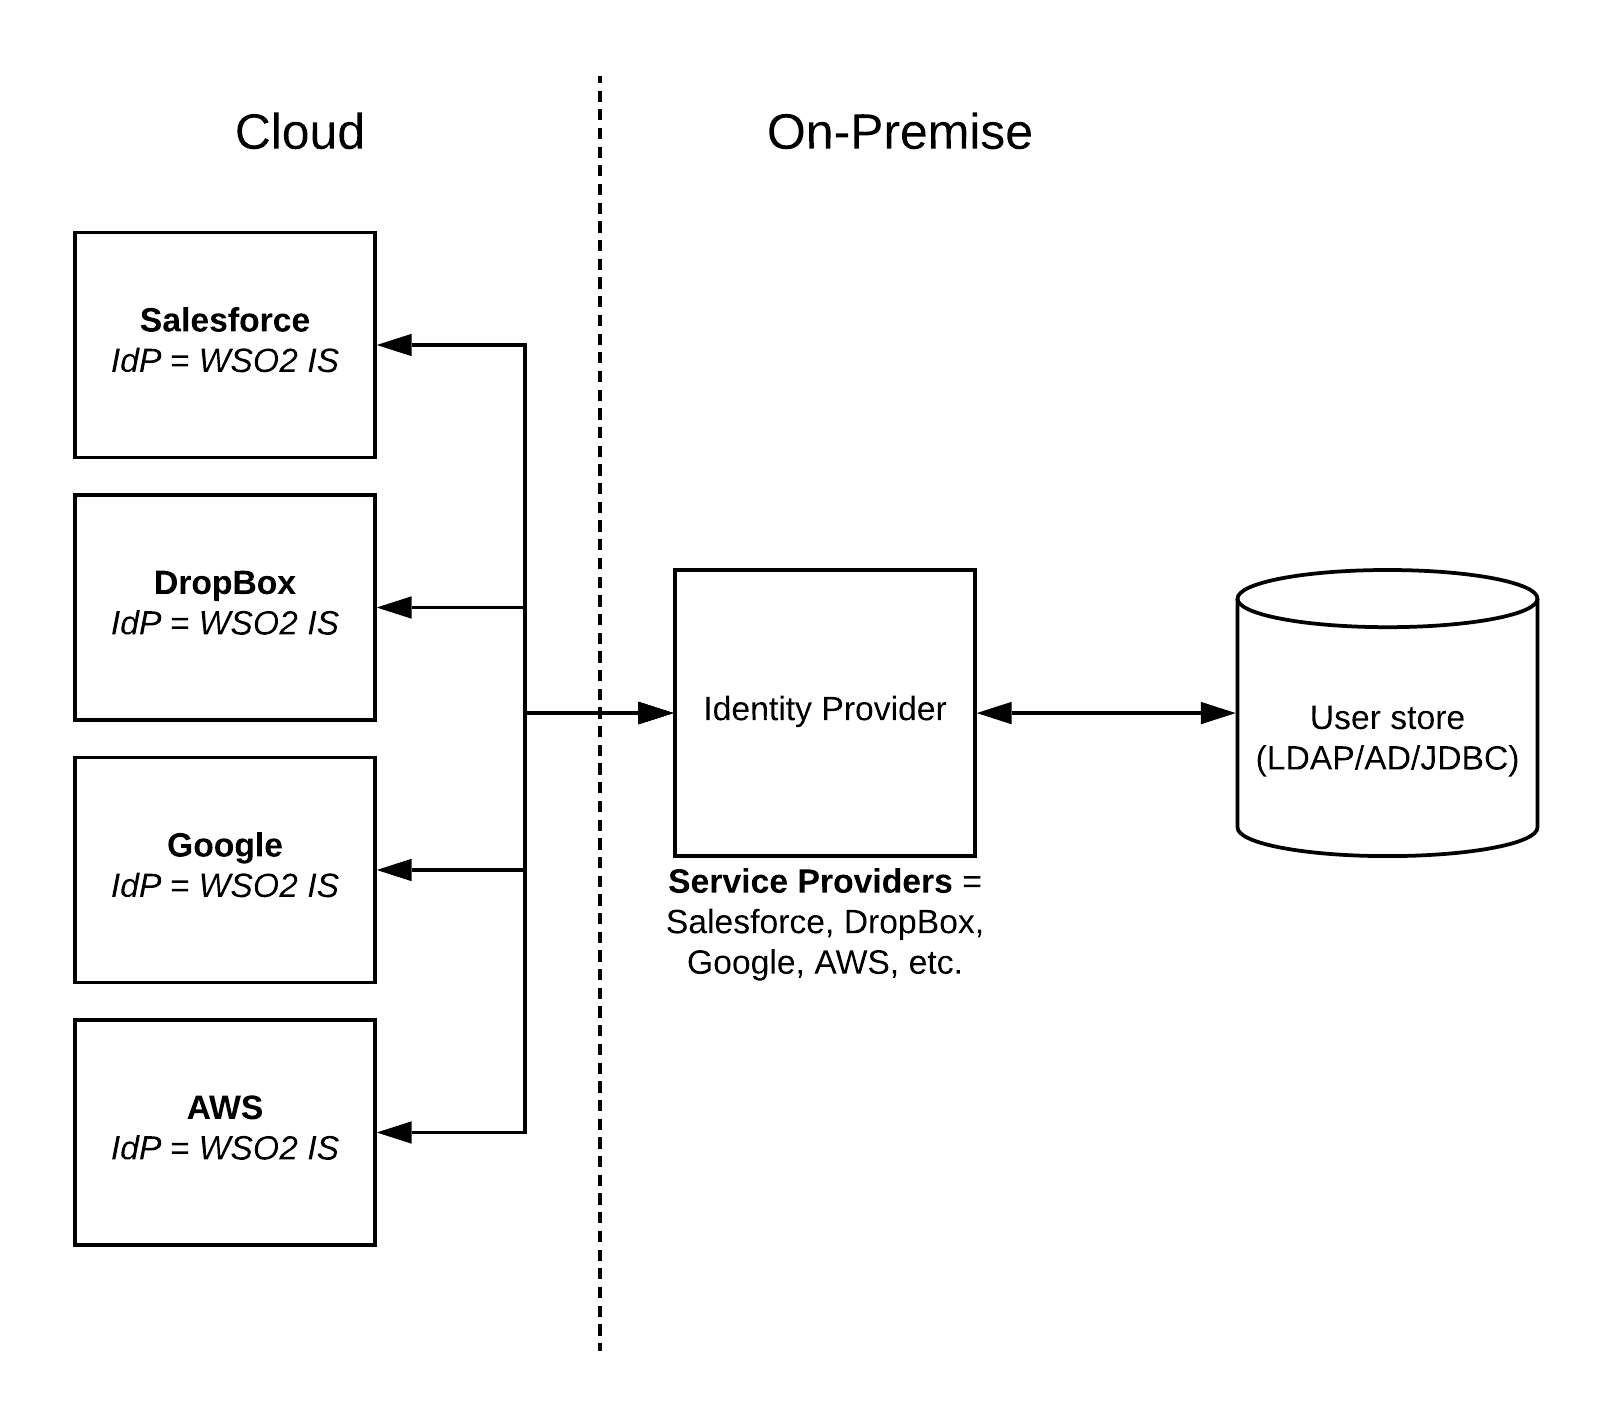 Cloud
On-Premise
Salesforce
IdP = WSO2 IS
DropBox
IdP = WSO2 IS
Google
IdP = WSO2 IS
AWS
IdP = WSO2 IS
Identity Provider
Service Providers =
Salesforce, DropBox,
Google, AWS, etc.
User store
(LDAP/AD/JDBC)